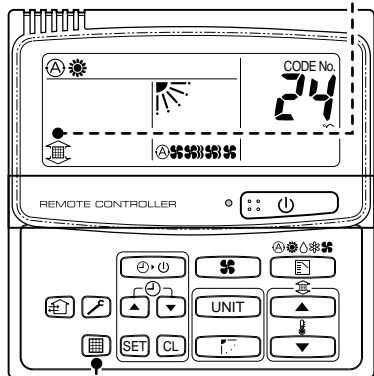 CODE No.
Ⓐ
24
°C
Ⓐ
REMOTE CONTROLLER
Ⓐ
UNIT
SET CL